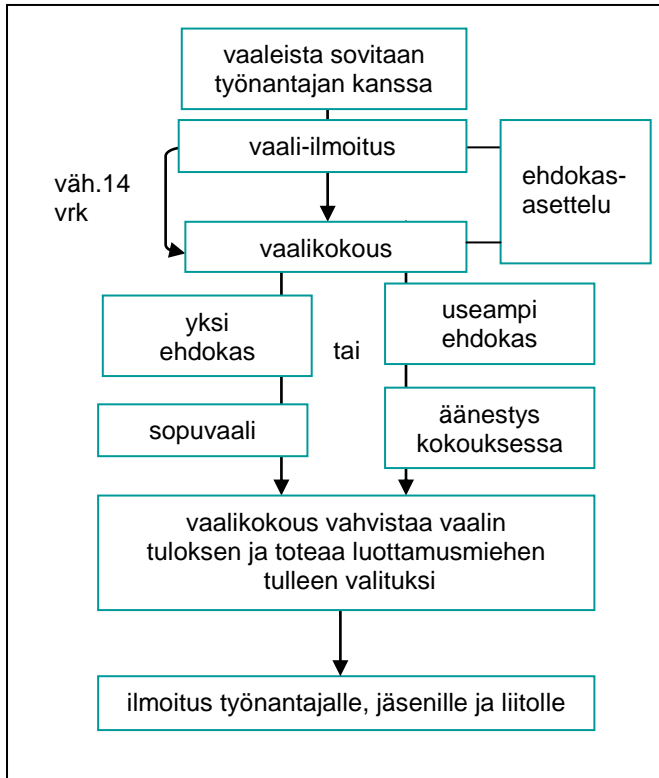 vaaleista sovitaan
työnantajan kanssa
vaali-ilmoitus
väh.14
vrk
ehdokas-
asettelu
vaalikokous
yksi
ehdokas
tai
useampi
ehdokas
sopuvaali
äänestys
kokouksessa
vaalikokous vahvistaa vaalin
tuloksen ja toteaa luottamusmiehen
tulleen valituksi
ilmoitus työnantajalle, jäsenille ja liitolle